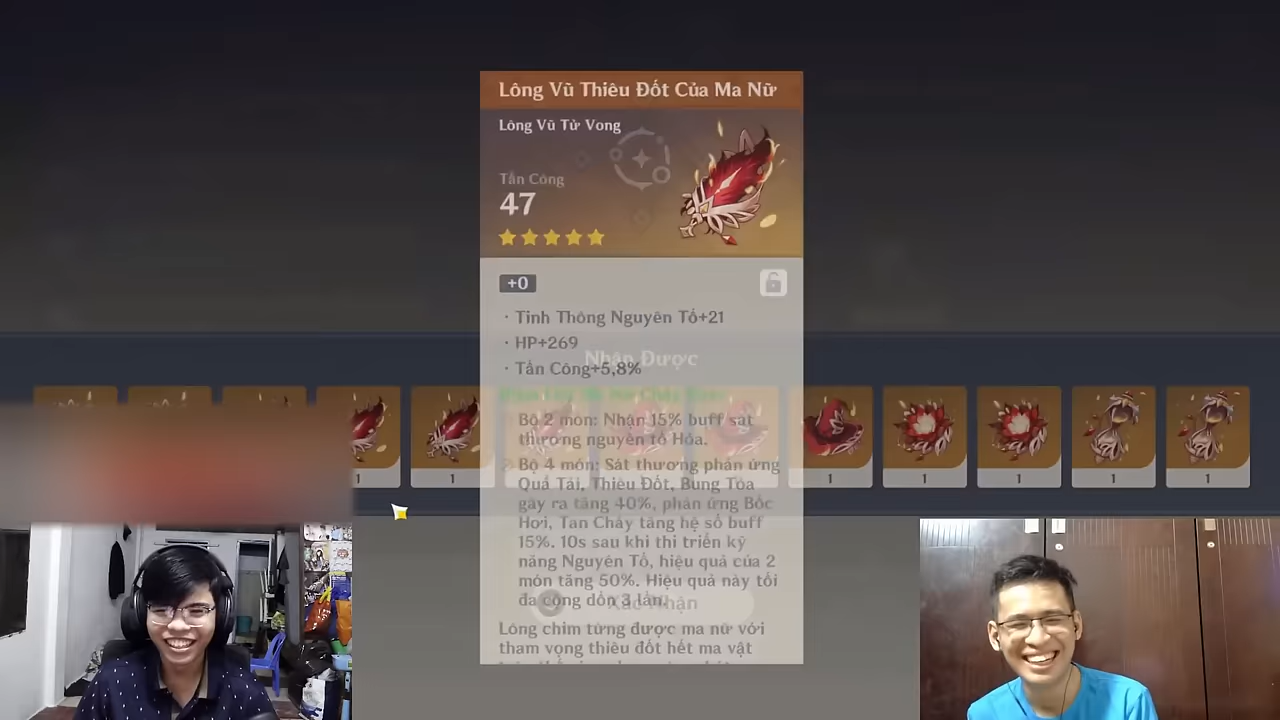 Lông Vũ Thiêu Đốt Của Ma Nữ
Lông Vũ Tử Vong
Tấn Công
47
+0
· Tinh Thông Nguyên Tố+21
· HP+269
Nhận Được
· Tấn Công+5,8%
Bộ 2 món: Nhận 15% buff sát
thương nguyên tố Hỏa.
Bộ 4 món: Sát thương phản ứng
Quá Tải, Thiêu Đốt, Bung Tỏa
gây ra tăng 40%, phản ứng Bốc
Hơi, Tan Chảy tăng hệ số buff
15%. 10s sau khi thi triển kỹ
năng Nguyên Tố, hiệu quả của 2
món tăng 50%. Hiệu quả này tối
đa cộng dồn 3 lần.
Xác Nhận
Lông chim từng được ma nữ với
tham vọng thiêu đốt hết ma vật
1 1 1 1 1 1 1